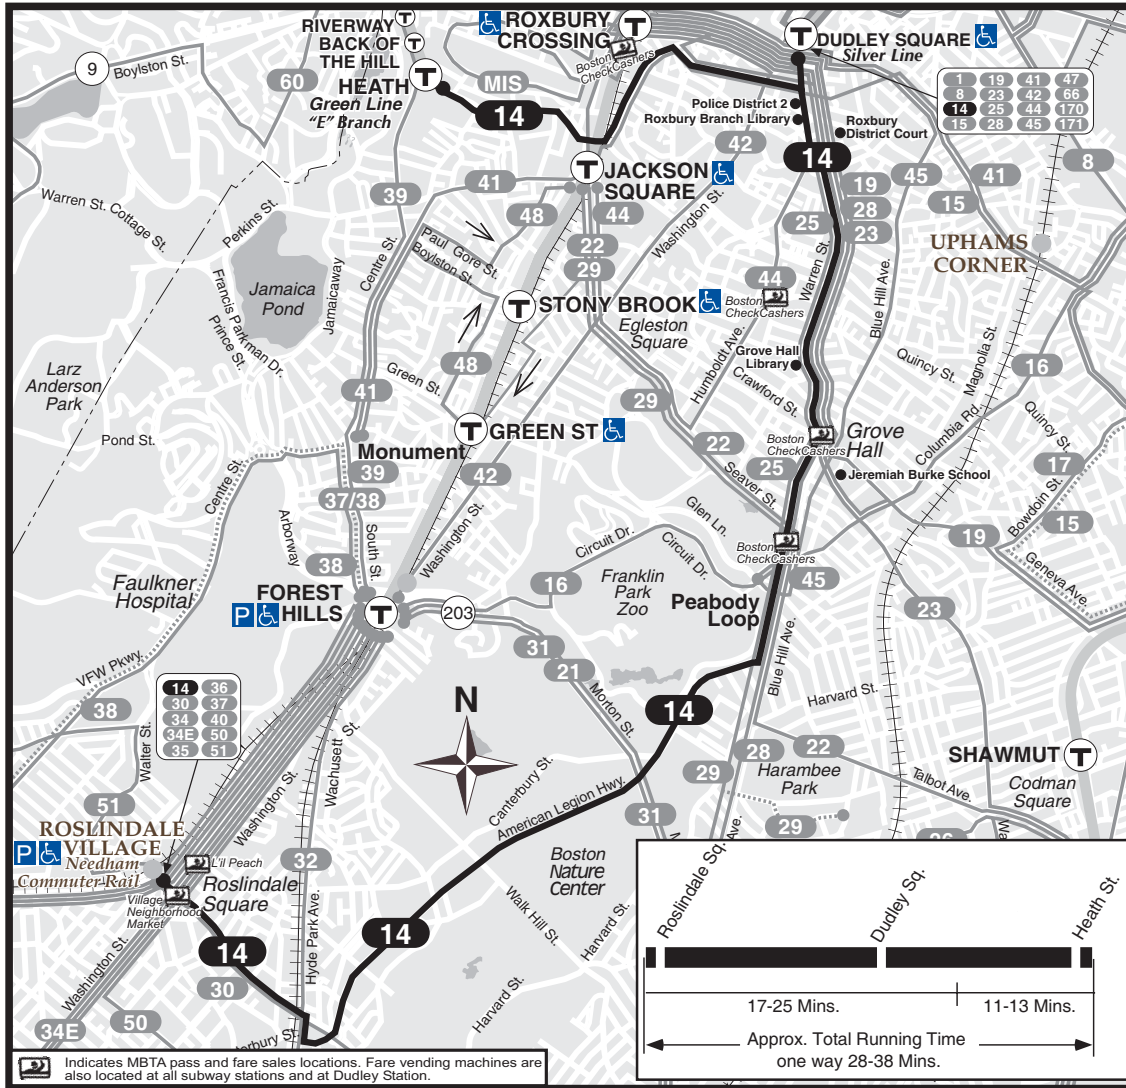 RIVERWAY
BACK OF
THE HILL
HEATH
Green Line
"E" Branch
ROXBURY
CROSSING
Boston
CheckCashers
DUDLEY SQUARE
Silver Line
1 19 41 47
8 23 42 66
14 25 44 170
15 28 45 171
9
Boylston St.
60
MIS
14
Police District 2
Roxbury Branch Library
Roxbury
District Court
42
14
8
JACKSON
SQUARE
41
39
48
44
22
29
19
28
23
25
45
41
15
Warren St.
Cottage St.
Perkins St.
Paul Gore St.
Boylston St.
Centre St.
Washington St.
Warren St.
Blue Hill Ave.
UPHAMS
CORNER
Jamaica
Pond
Jamaicaway
Francis Parkman Dr.
Prince St.
STONY BROOK
Egleston
Square
44
Boston
CheckCashers
Humboldt Ave.
Grove Hall
Library
Crawford St.
Quincy St.
Magnolia St.
16
Larz
Anderson
Park
Pond St.
41
Green St.
48
29
GREEN ST
Monument
39
42
22
25
Seaver St.
Boston
CheckCashers
Grove
Hall
Columbia Rd.
Quincy St.
17
Jeremiah Burke School
Bowdoin St.
15
Centre St.
37/38
Arborway
South St.
38
Washington St.
Glen Ln.
Circuit Dr.
Circuit Dr.
Boston
CheckCashers
19
Geneva Ave.
Faulkner
Hospital
FOREST
HILLS
P
203
16
Franklin
Park
Zoo
45
Peabody
Loop
23
31
21
Blue Hill Ave.
VFW Pkwy.
38
Walter St.
14 36
30 37
34 40
34E 50
35 51
Wachusett St.
N
Morton St.
14
Harvard St.
28
22
SHAWMUT
Washington St.
Canterbury St.
American Legion Hwy.
29
Harambee
Park
Talbot Ave.
Codman
Square
51
31
29
ROSLINDALE
VILLAGE
P
Needham
Commuter Rail
L'il Peach
32
Roslindale
Square
Village
Neighborhood
Market
Boston
Nature
Center
Walk Hill St.
Harvard St.
14
14
Hyde Park Ave.
30
Washington St.
34E
50
Harvard St.
Roslindale Sq.
Dudley Sq.
Heath St.
17-25 Mins.
11-13 Mins.
Approx. Total Running Time
one way 28-38 Mins.
Indicates MBTA pass and fare sales locations. Fare vending machines are
also located at all subway stations and at Dudley Station.